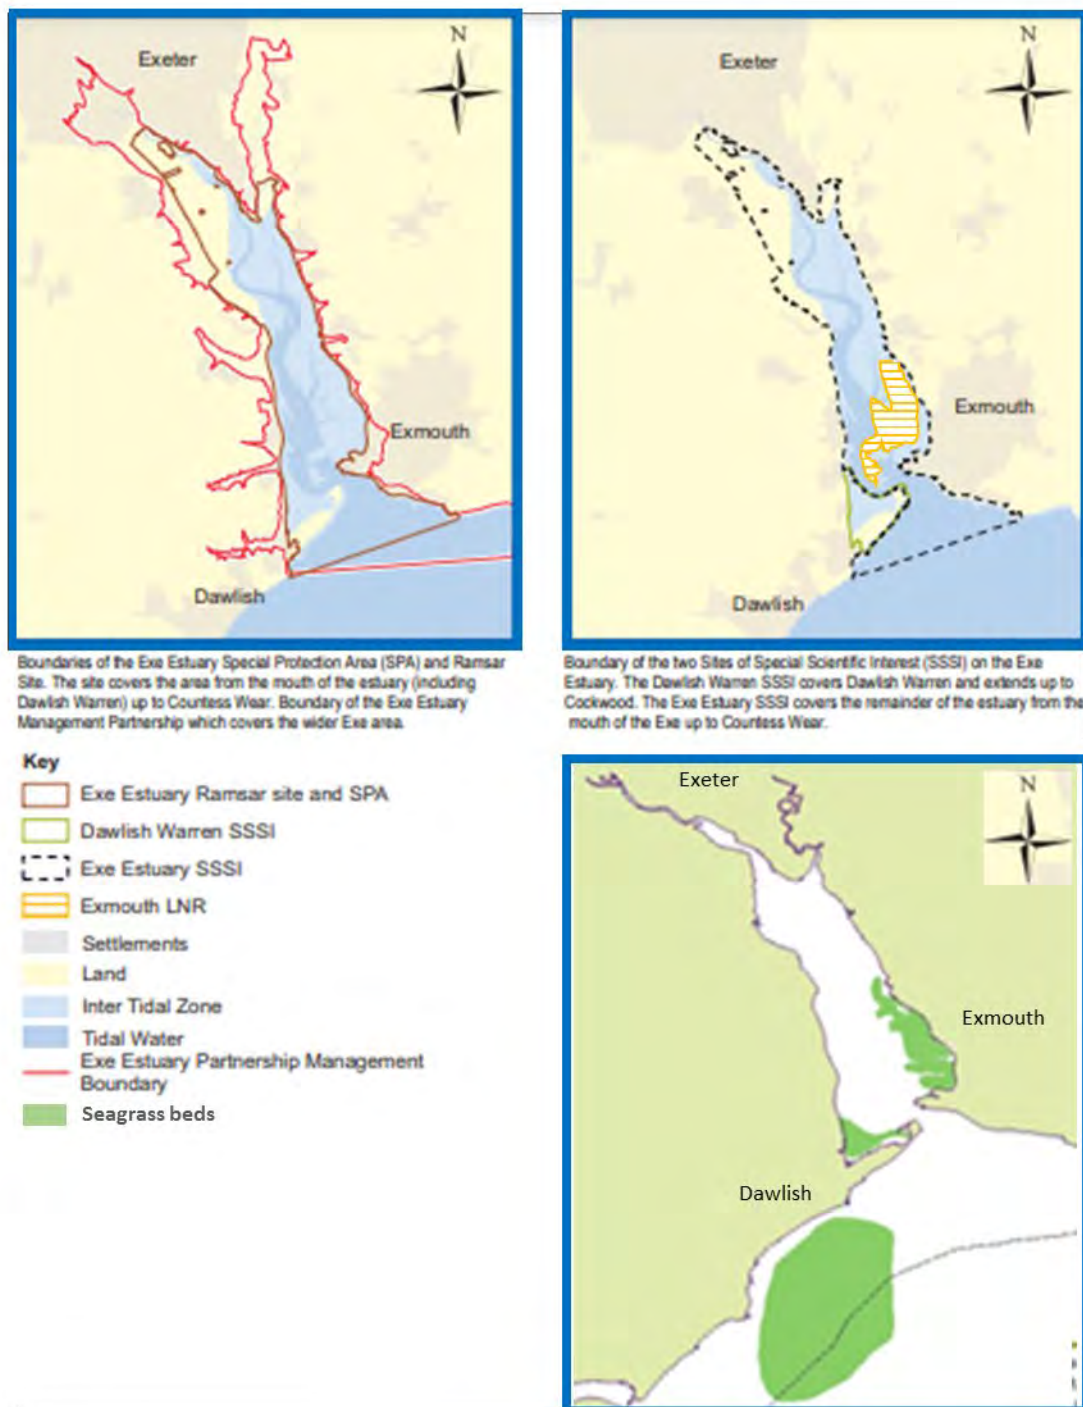 N
Exeter
Exmouth
Dawlish
Boundaries of the Exe Estuary Special Protection Area (SPA) and Ramsar
Site. The site covers the area from the mouth of the estuary (including
Dawlish Warren) up to Countess Wear. Boundary of the Exe Estuary
Management Partnership which covers the wider Exe area.
N
Exeter
Exmouth
Dawlish
Boundary of the two Sites of Special Scientific Interest (SSSI) on the Exe
Estuary. The Dawlish Warren SSSI covers Dawlish Warren and extends up to
Cockwood. The Exe Estuary SSSI covers the remainder of the estuary from the
mouth of the Exe up to Countess Wear.
Key
Exe Estuary Ramsar site and SPA
Dawlish Warren SSSI
Exe Estuary SSSI
Exmouth LNR
Settlements
Land
Inter Tidal Zone
Tidal Water
Exe Estuary Partnership Management
Boundary
Seagrass beds
Exeter
N
Exmouth
Dawlish